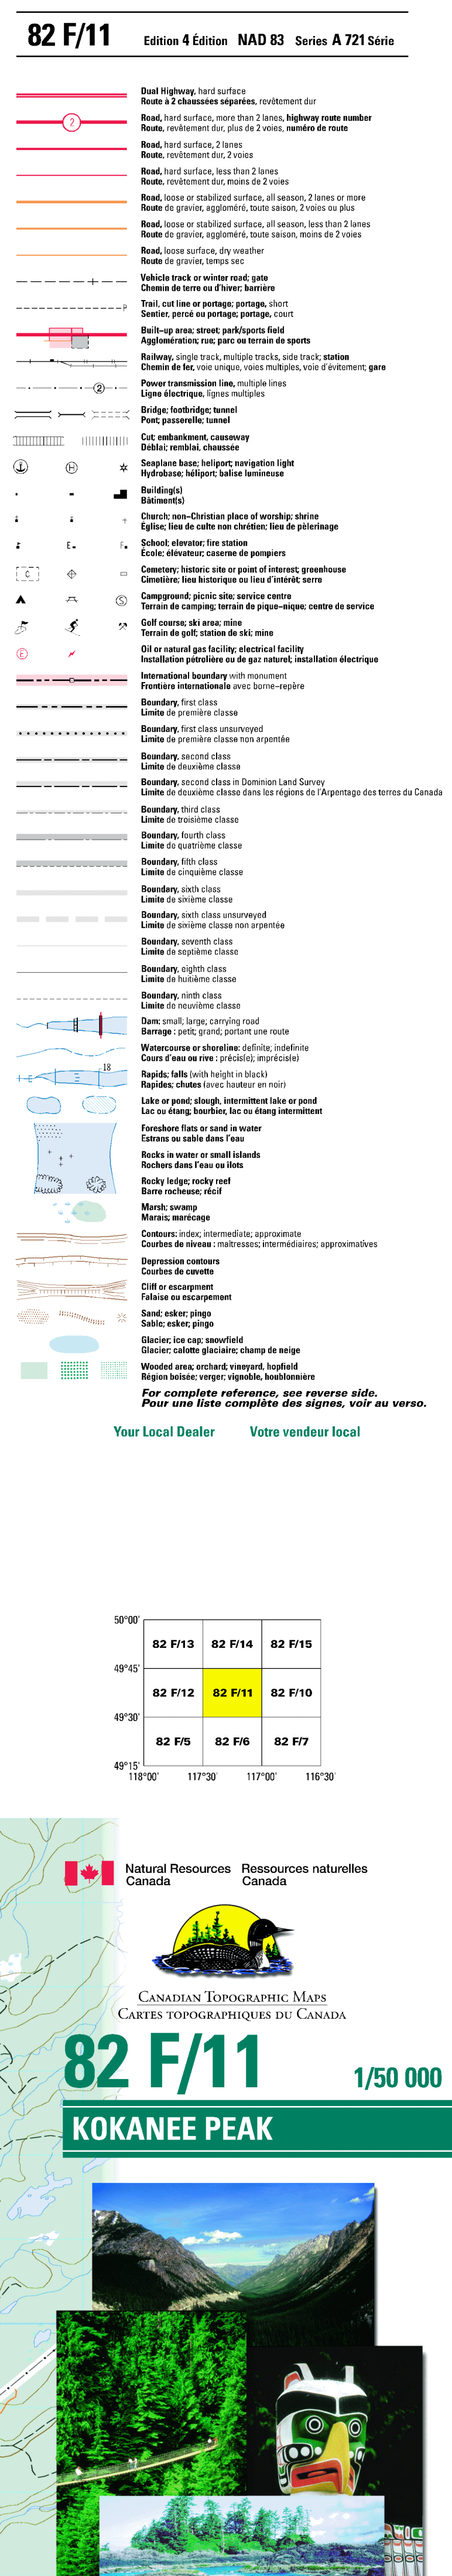 82 F/11 Edition 4 Édition NAD 83 Series A 721 Série
Dual Highway, hard surface
Route à 2 chaussées séparées, revêtement dur
2
Road, hard surface, more than 2 lanes, highway route number
Route, revêtement dur, plus de 2 voies, numéro de route
Road, hard surface, 2 lanes
Route, revêtement dur, 2 voies
Road, hard surface, less than 2 lanes
Route, revêtement dur, moins de 2 voies
Road, loose or stabilized surface, all season, 2 lanes or more
Route de gravier, aggloméré, toute saison, 2 voies ou plus
Road, loose or stabilized surface, all season, less than 2 lanes
Route de gravier, aggloméré, toute saison, moins de 2 voies
Road, loose surface, dry weather
Route de gravier, temps sec
Vehicle track or winter road; gate
Chemin de terre ou d'hiver; barrière
P
Trail, cut line or portage; portage, short
Sentier, percé ou portage; portage, court
Built-up area; street; park/sports field
Agglomération; rue; parc ou terrain de sports
Railway, single track, multiple tracks, side track; station
Chemin de fer, voie unique, voies multiples, voie d'évitement; gare
2
Power transmission line, multiple lines
Ligne électrique, lignes multiples
Bridge; footbridge; tunnel
Pont; passerelle; tunnel
Cut; embankment, causeway
Déblai; remblai, chaussée
H
Seaplane base; heliport; navigation light
Hydrobase; héliport; balise lumineuse
Building(s)
Bâtiment(s)
Church; non-Christian place of worship; shrine
Église; lieu de culte non chrétien; lieu de pèlerinage
E F
School; elevator; fire station
École; élévateur; caserne de pompiers
C
Cemetery; historic site or point of interest; greenhouse
Cimetière; lieu historique ou lieu d'intérêt; serre
S
Campground; picnic site; service centre
Terrain de camping; terrain de pique-nique; centre de service
Golf course; ski area; mine
Terrain de golf; station de ski; mine
E
Oil or natural gas facility; electrical facility
Installation pétrolière ou de gaz naturel; installation électrique
International boundary with monument
Frontière internationale avec borne-repère
Boundary, first class
Limite de première classe
Boundary, first class unsurveyed
Limite de première classe non arpentée
Boundary, second class
Limite de deuxième classe
Boundary, second class in Dominion Land Survey
Limite de deuxième classe dans les régions de l'Arpentage des terres du Canada
Boundary, third class
Limite de troisième classe
Boundary, fourth class
Limite de quatrième classe
Boundary, fifth class
Limite de cinquième classe
Boundary, sixth class
Limite de sixième classe
Boundary, sixth class unsurveyed
Limite de sixième classe non arpentée
Boundary, seventh class
Limite de septième classe
Boundary, eighth class
Limite de huitième classe
Boundary, ninth class
Limite de neuvième classe
Dam: small; large; carrying road
Barrage : petit; grand; portant une route
Watercourse or shoreline: definite; indefinite
Cours d'eau ou rive : précis(e); imprécis(e)
18
Rapids; falls (with height in black)
Rapides; chutes (avec hauteur en noir)
Lake or pond; slough, intermittent lake or pond
Lac ou étang; bourbier, lac ou étang intermittent
Foreshore flats or sand in water
Estrans ou sable dans l'eau
Rocks in water or small islands
Rochers dans l'eau ou îlots
Rocky ledge; rocky reef
Barre rocheuse; récif
Marsh; swamp
Marais; marécage
Contours: index; intermediate; approximate
Courbes de niveau : maîtresses; intermédiaires; approximatives
Depression contours
Courbes de cuvette
Cliff or escarpment
Falaise ou escarpement
Sand; esker; pingo
Sable; esker; pingo
Glacier; ice cap; snowfield
Glacier; calotte glaciaire; champ de neige
Wooded area; orchard; vineyard, hopfield
Région boisée; verger; vignoble, houblonnière
For complete reference, see reverse side.
Pour une liste complète des signes, voir au verso.
Your Local Dealer Votre vendeur local
50°00'
82 F/13 82 F/14 82 F/15
49°45'
82 F/12 82 F/11 82 F/10
49°30'
82 F/5 82 F/6 82 F/7
49°15'
118°00' 117°30' 117°00' 116°30'
Natural Resources Ressources naturelles
Canada Canada
Canadian Topographic Maps
Cartes topographiques du Canada
82 F/11 1/50 000
KOKANEE PEAK